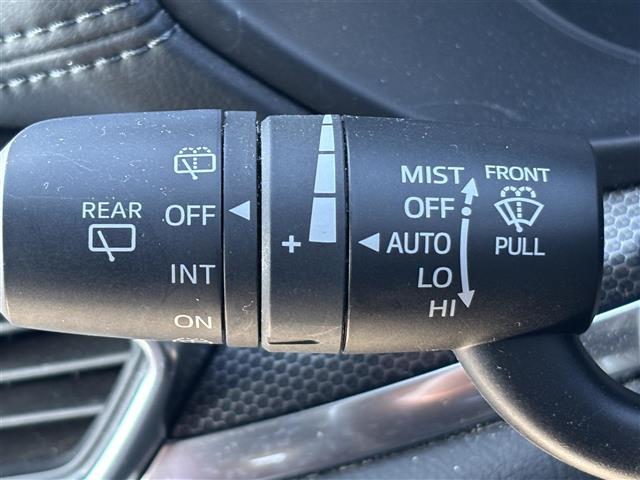 REAR
OFF
INT
ON
+
MIST
OFF
AUTO
LO
HI
FRONT
PULL